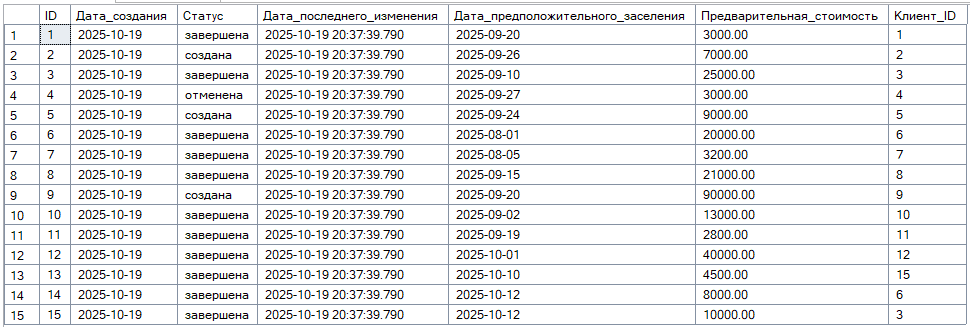 ID Дата_создания Статус Дата_последнего_изменения Дата_предположительного_заселения Предварительная_стоимость Клиент_ID
1 1 2025-10-19 завершена 2025-10-19 20:37:39.790 2025-09-20 3000.00 1
2 2 2025-10-19 создана 2025-10-19 20:37:39.790 2025-09-26 7000.00 2
3 3 2025-10-19 завершена 2025-10-19 20:37:39.790 2025-09-10 25000.00 3
4 4 2025-10-19 отменена 2025-10-19 20:37:39.790 2025-09-27 3000.00 4
5 5 2025-10-19 создана 2025-10-19 20:37:39.790 2025-09-24 9000.00 5
6 6 2025-10-19 завершена 2025-10-19 20:37:39.790 2025-08-01 20000.00 6
7 7 2025-10-19 завершена 2025-10-19 20:37:39.790 2025-08-05 3200.00 7
8 8 2025-10-19 завершена 2025-10-19 20:37:39.790 2025-09-15 21000.00 8
9 9 2025-10-19 создана 2025-10-19 20:37:39.790 2025-09-20 90000.00 9
10 10 2025-10-19 завершена 2025-10-19 20:37:39.790 2025-09-02 13000.00 10
11 11 2025-10-19 завершена 2025-10-19 20:37:39.790 2025-09-19 2800.00 11
12 12 2025-10-19 завершена 2025-10-19 20:37:39.790 2025-10-01 40000.00 12
13 13 2025-10-19 завершена 2025-10-19 20:37:39.790 2025-10-10 4500.00 15
14 14 2025-10-19 завершена 2025-10-19 20:37:39.790 2025-10-12 8000.00 6
15 15 2025-10-19 завершена 2025-10-19 20:37:39.790 2025-10-12 10000.00 3